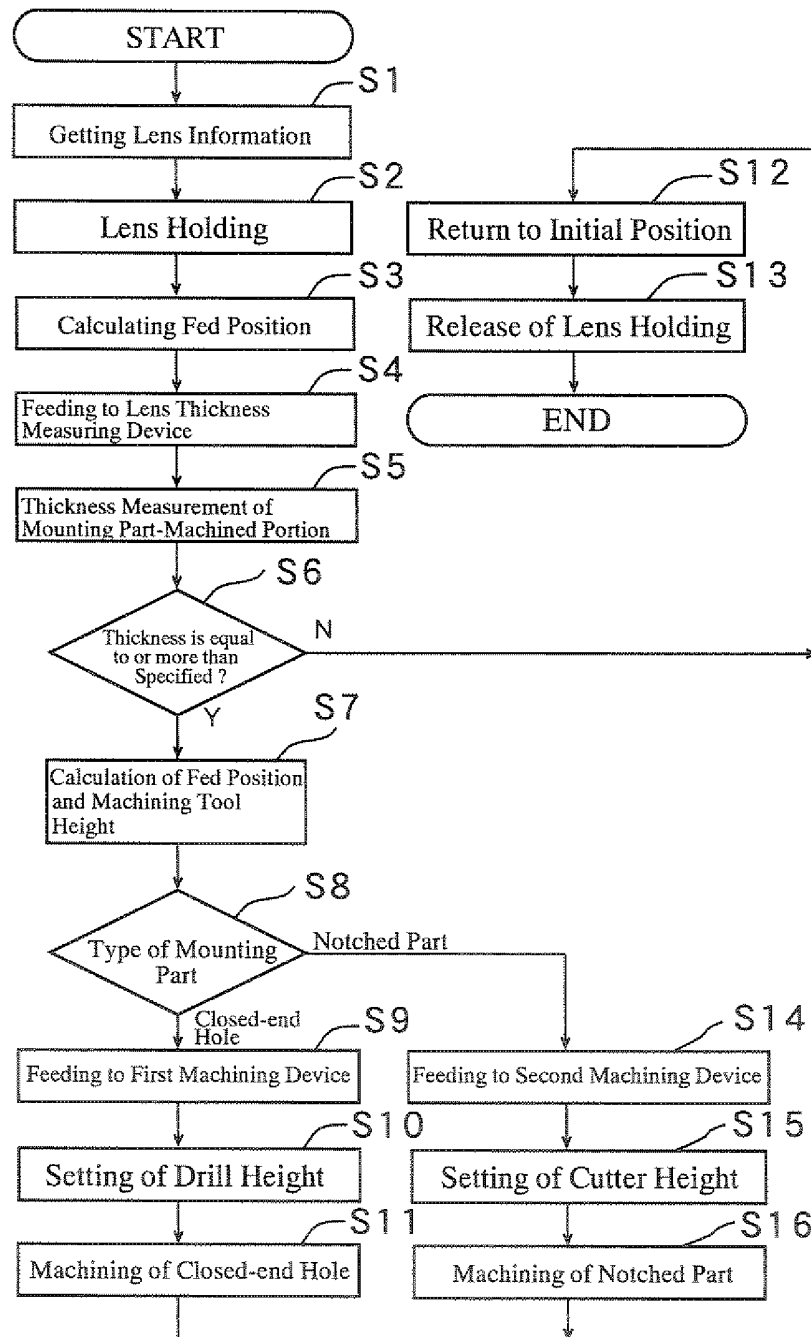 START
S1
Getting Lens Information
S2
Lens Holding
S3
Calculating Fed Position
S4
Feeding to Lens Thickness
Measuring Device
S5
Thickness Measurement of
Mounting Part-Machined Portion
S6
Thickness is equal
to or more than
Specified ?
N
Y
S7
Calculation of Fed Position
and Machining Tool
Height
S8
Type of Mounting
Part
Notched Part
Closed-end
Hole
S9
Feeding to First Machining Device
S10
Setting of Drill Height
S11
Machining of Closed-end Hole
S12
Return to Initial Position
S13
Release of Lens Holding
END
S14
Feeding to Second Machining Device
S15
Setting of Cutter Height
S16
Machining of Notched Part